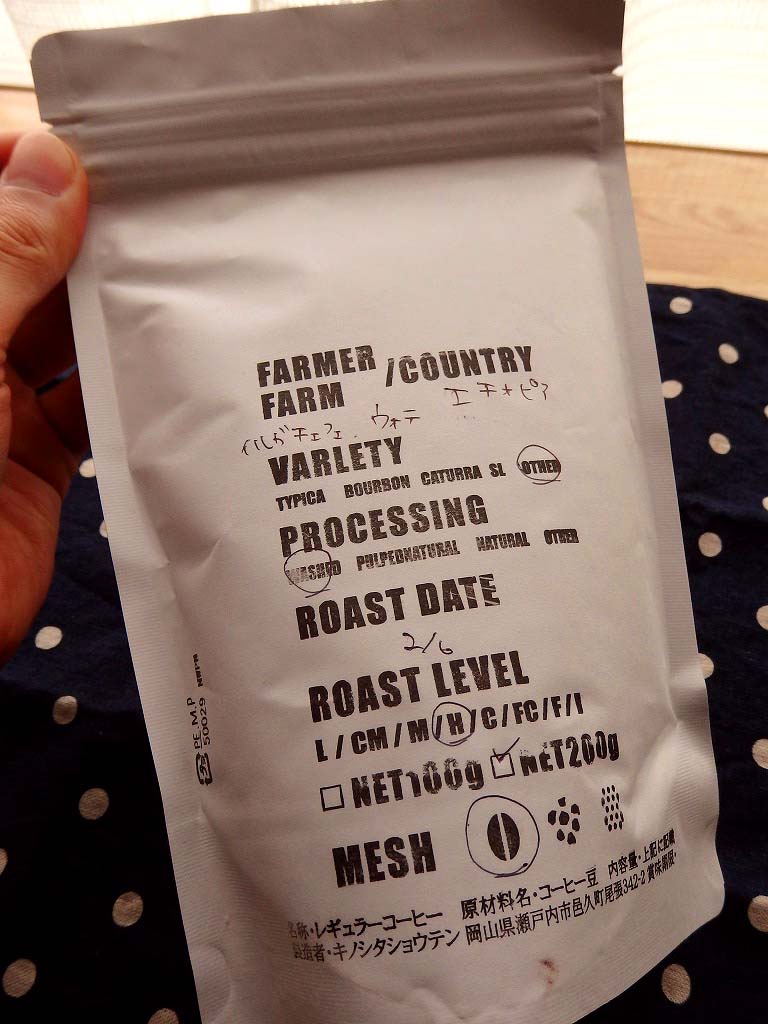 FARMER /COUNTRY
FARM
イルガチェフェ ウォテ エチオピア
VARLETY
TYPICA BOURBON CATURRA SL OTHER
PROCESSING
WASHED PULPEDNATURAL NATURAL OTHER
ROAST DATE
2/6
ROAST LEVEL
L / CM / M / H / C / FC / F / I
NET100g NET200g
MESH
名称・レギュラーコーヒー 原材料名・コーヒー豆 内容量・上記に記載
製造者・キノシタショウテン 岡山県瀬戸内市邑久町尾張342-2 賞味期限・
PE.M.P
50029